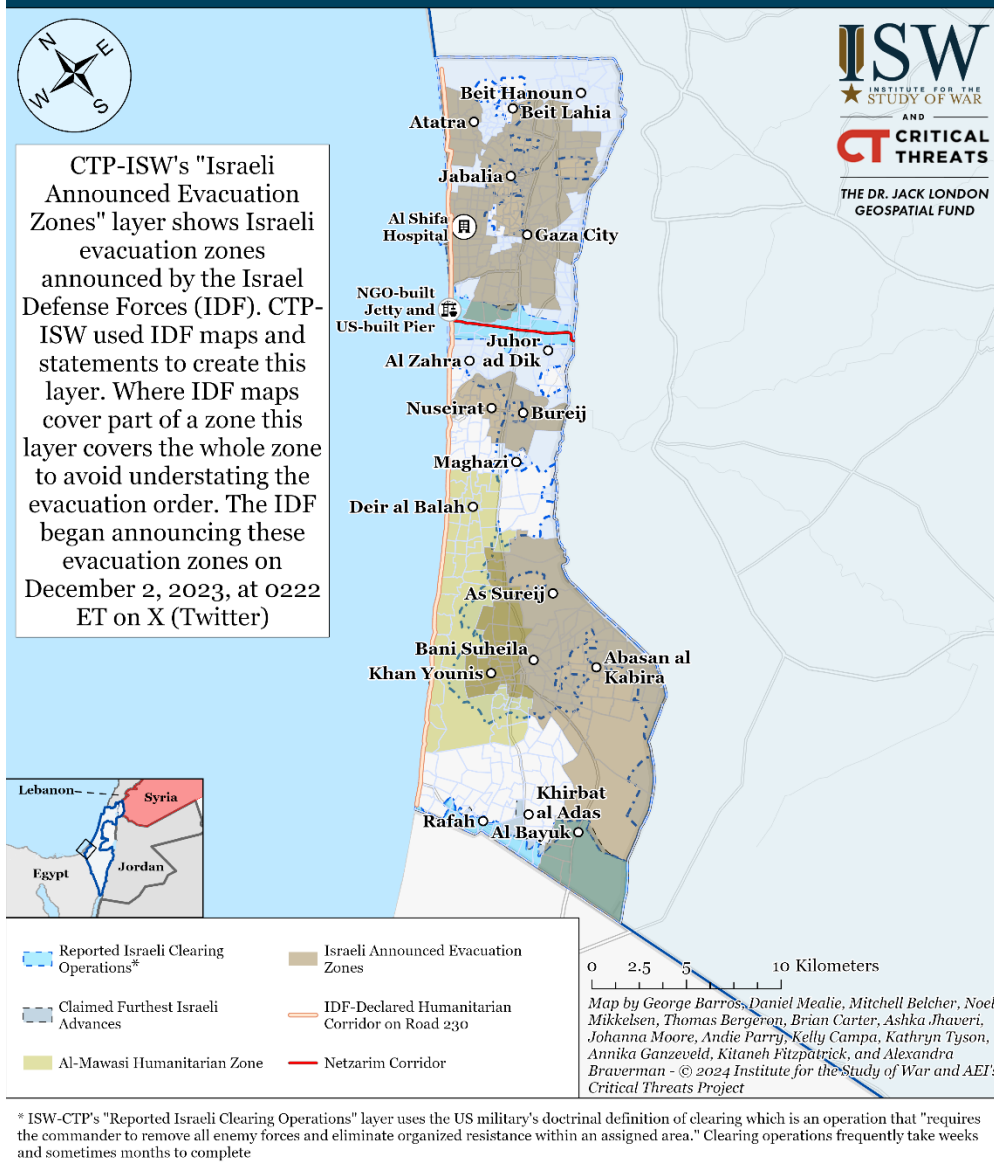 N
E
W
S
ISW
INSTITUTE FOR THE
STUDY OF WAR
AND
CT CRITICAL
THREATS
THE DR. JACK LONDON
GEOSPATIAL FUND
CTP-ISW's "Israeli
Announced Evacuation
Zones" layer shows Israeli
evacuation zones
announced by the Israel
Defense Forces (IDF). CTP-
ISW used IDF maps and
statements to create this
layer. Where IDF maps
cover part of a zone this
layer covers the whole zone
to avoid understating the
evacuation order. The IDF
began announcing these
evacuation zones on
December 2, 2023, at 0222
ET on X (Twitter)
Beit Hanoun
Beit Lahia
Atatra
Jabalia
Al Shifa
Hospital
Gaza City
NGO-built
Jetty and
US-built Pier
Juhor
ad Dik
Al Zahra
Nuseirat
Bureij
Maghazi
Deir al Balah
As Sureij
Bani Suheila
Abasan al
Kabira
Khan Younis
Khirbat
al Adas
Rafah
Al Bayuk
Lebanon
Syria
Jordan
Egypt
Reported Israeli Clearing
Operations*
Claimed Furthest Israeli
Advances
Al-Mawasi Humanitarian Zone
Israeli Announced Evacuation
Zones
IDF-Declared Humanitarian
Corridor on Road 230
Netzarim Corridor
0 2.5 5 10 Kilometers
Map by George Barros, Daniel Mealie, Mitchell Belcher, Noel
Mikkelsen, Thomas Bergeron, Brian Carter, Ashka Jhaveri,
Johanna Moore, Andie Parry, Kelly Campa, Kathryn Tyson,
Annika Ganzeveld, Kitaneh Fitzpatrick, and Alexandra
Braverman - © 2024 Institute for the Study of War and AEI's
Critical Threats Project
* ISW-CTP's "Reported Israeli Clearing Operations" layer uses the US military's doctrinal definition of clearing which is an operation that "requires
the commander to remove all enemy forces and eliminate organized resistance within an assigned area." Clearing operations frequently take weeks
and sometimes months to complete